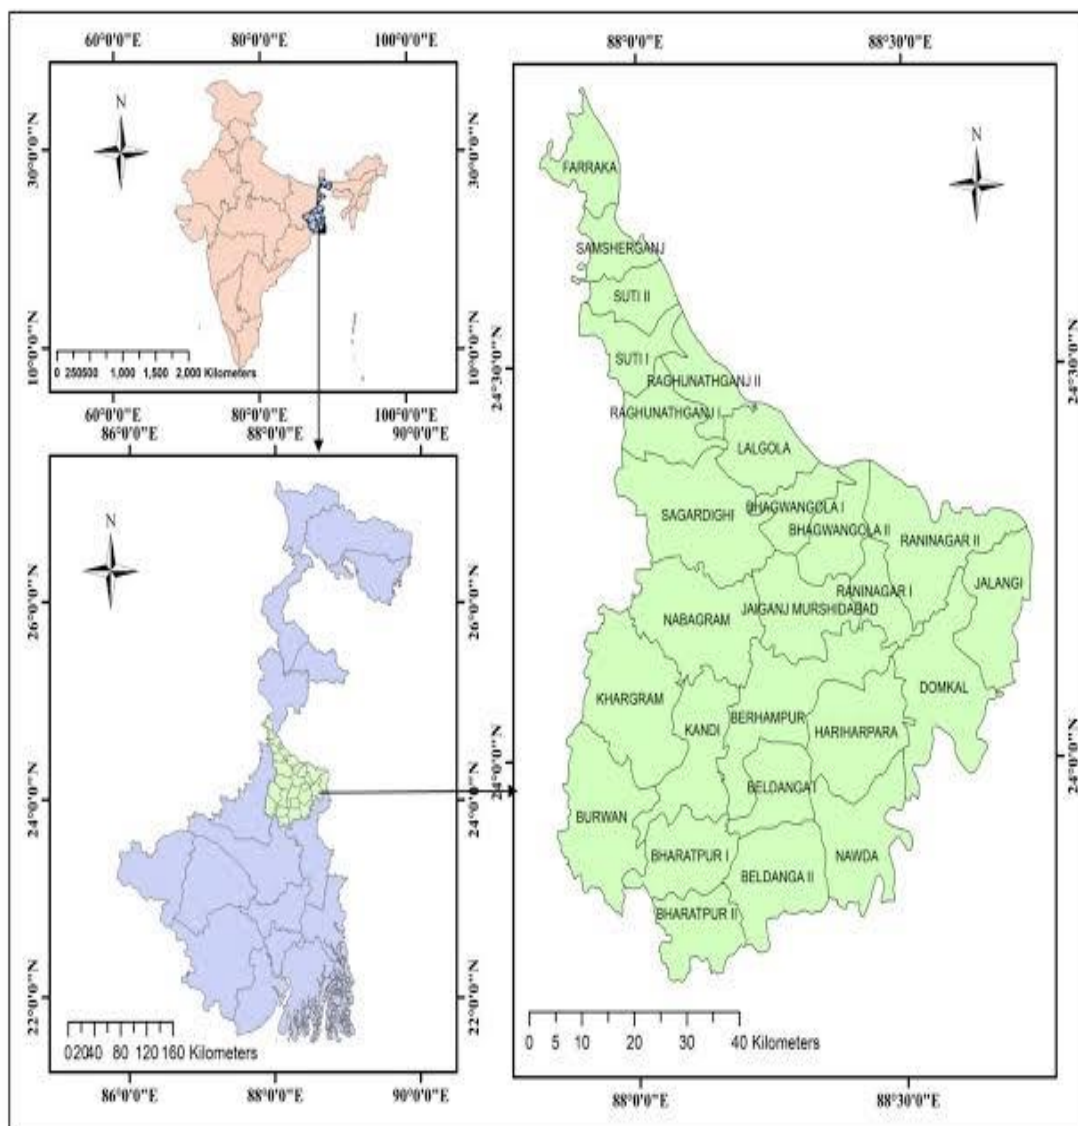 60°0'0"E 80°0'0"E 100°0'0"E
N
30°0'0"N
30°0'0"N
10°0'0"N
10°0'0"N
0 250500 1,000 1,500 2,000 Kilometers
60°0'0"E 80°0'0"E 100°0'0"E
86°0'0"E 88°0'0"E 90°0'0"E
N
26°0'0"N
26°0'0"N
24°0'0"N
24°0'0"N
22°0'0"N
22°0'0"N
02040 80 120 160 Kilometers
86°0'0"E 88°0'0"E 90°0'0"E
88°0'0"E 88°30'0"E
N
24°30'0"N
24°30'0"N
24°0'0"N
24°0'0"N
FARRAKA
SAMSHERGANJ
SUTI II
SUTI I
RAGHUNATHGANJ II
RAGHUNATHGANJ I
LALGOLA
SAGARDIGHI
BHAGWANGOLA I
BHAGWANGOLA II
RANINAGAR II
JALANGI
RANINAGAR I
JAIGANJ MURSHIDABAD
NABAGRAM
DOMKAL
KHARGRAM
KANDI
BERHAMPUR
HARIHARPARA
BELDANGA I
BURWAN
BHARATPUR I
BELDANGA II
NAWDA
BHARATPUR II
0 5 10 20 30 40 Kilometers
88°0'0"E 88°30'0"E